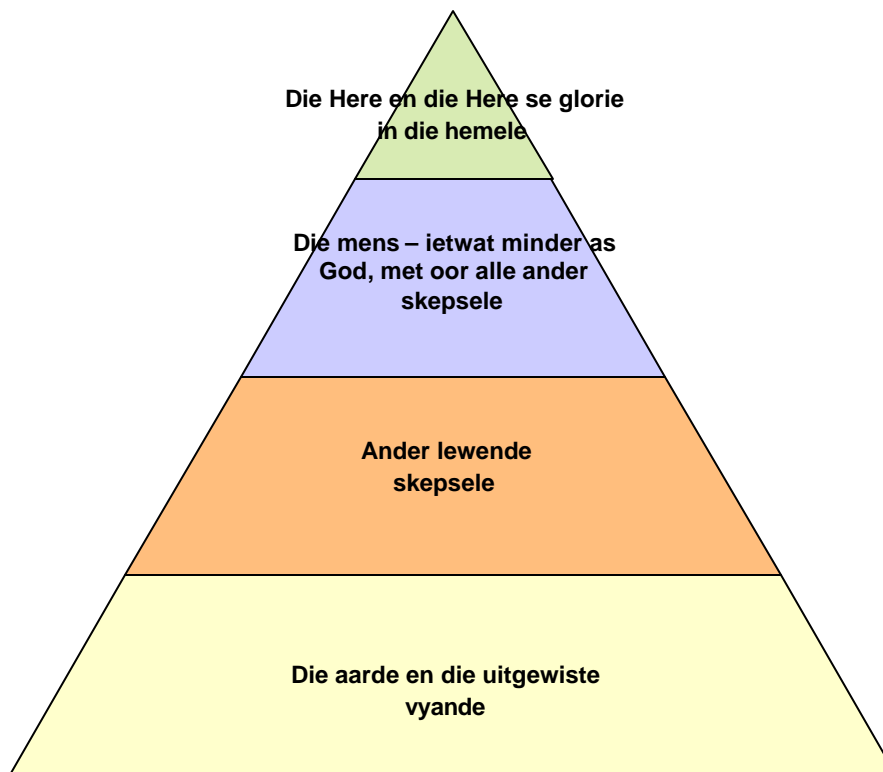 Die Here en die Here se glorie
in die hemele
Die mens – ietwat minder as
God, met oor alle ander
skepsele
Ander lewende
skepsele
Die aarde en die uitgewiste
vyande